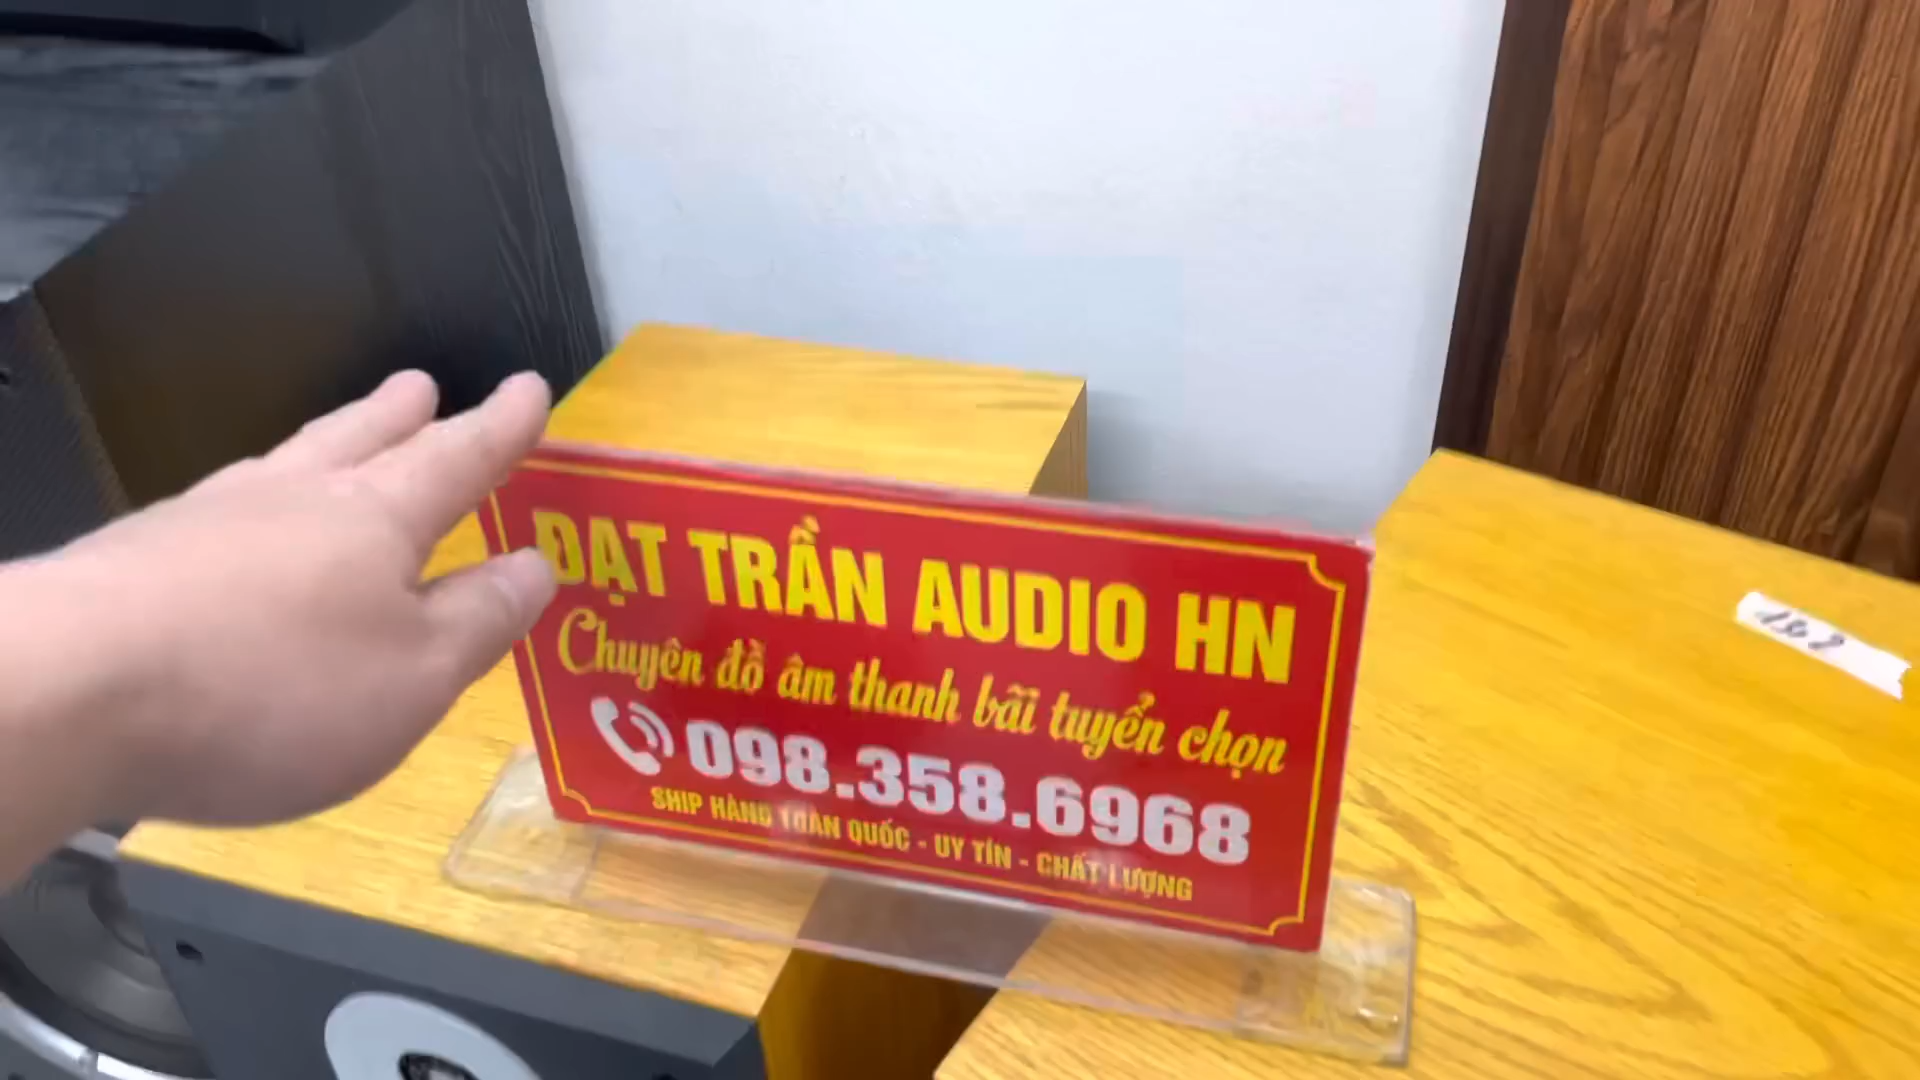 ĐẠT TRẦN AUDIO HN
Chuyên đồ âm thanh bãi tuyển chọn
098.358.6968
SHIP HÀNG TOÀN QUỐC - UY TÍN - CHẤT LƯỢNG